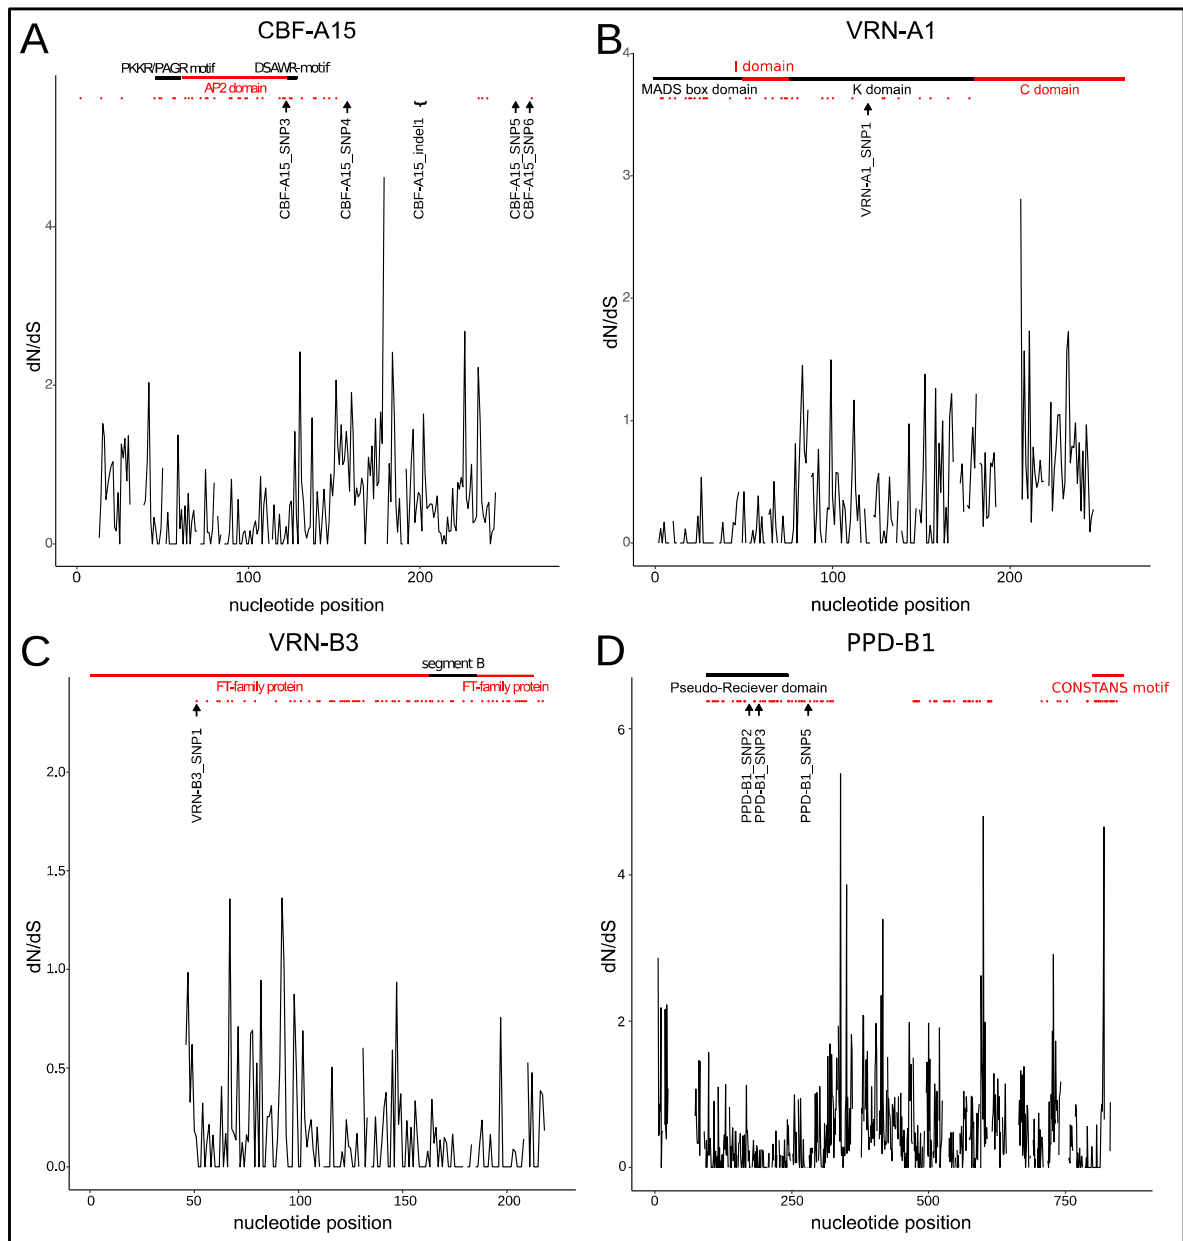 A
CBF-A15
PKKR/PAGR motif
DSAWR-motif
AP2 domain
CBF-A15_SNP3
CBF-A15_SNP4
CBF-A15_indel1
CBF-A15_SNP5
CBF-A15_SNP6
dN/dS
4
2
0
0 100 200
nucleotide position
B
VRN-A1
I domain
MADS box domain
K domain
C domain
VRN-A1_SNP1
dN/dS
4
3
2
1
0
0 100 200
nucleotide position
C
VRN-B3
segment B
FT-family protein
FT-family protein
VRN-B3_SNP1
dN/dS
2.0
1.5
1.0
0.5
0.0
0 50 100 150 200
nucleotide position
D
PPD-B1
Pseudo-Reciever domain
CONSTANS motif
PPD-B1_SNP2
PPD-B1_SNP3
PPD-B1_SNP5
dN/dS
6
4
2
0
0 250 500 750
nucleotide position